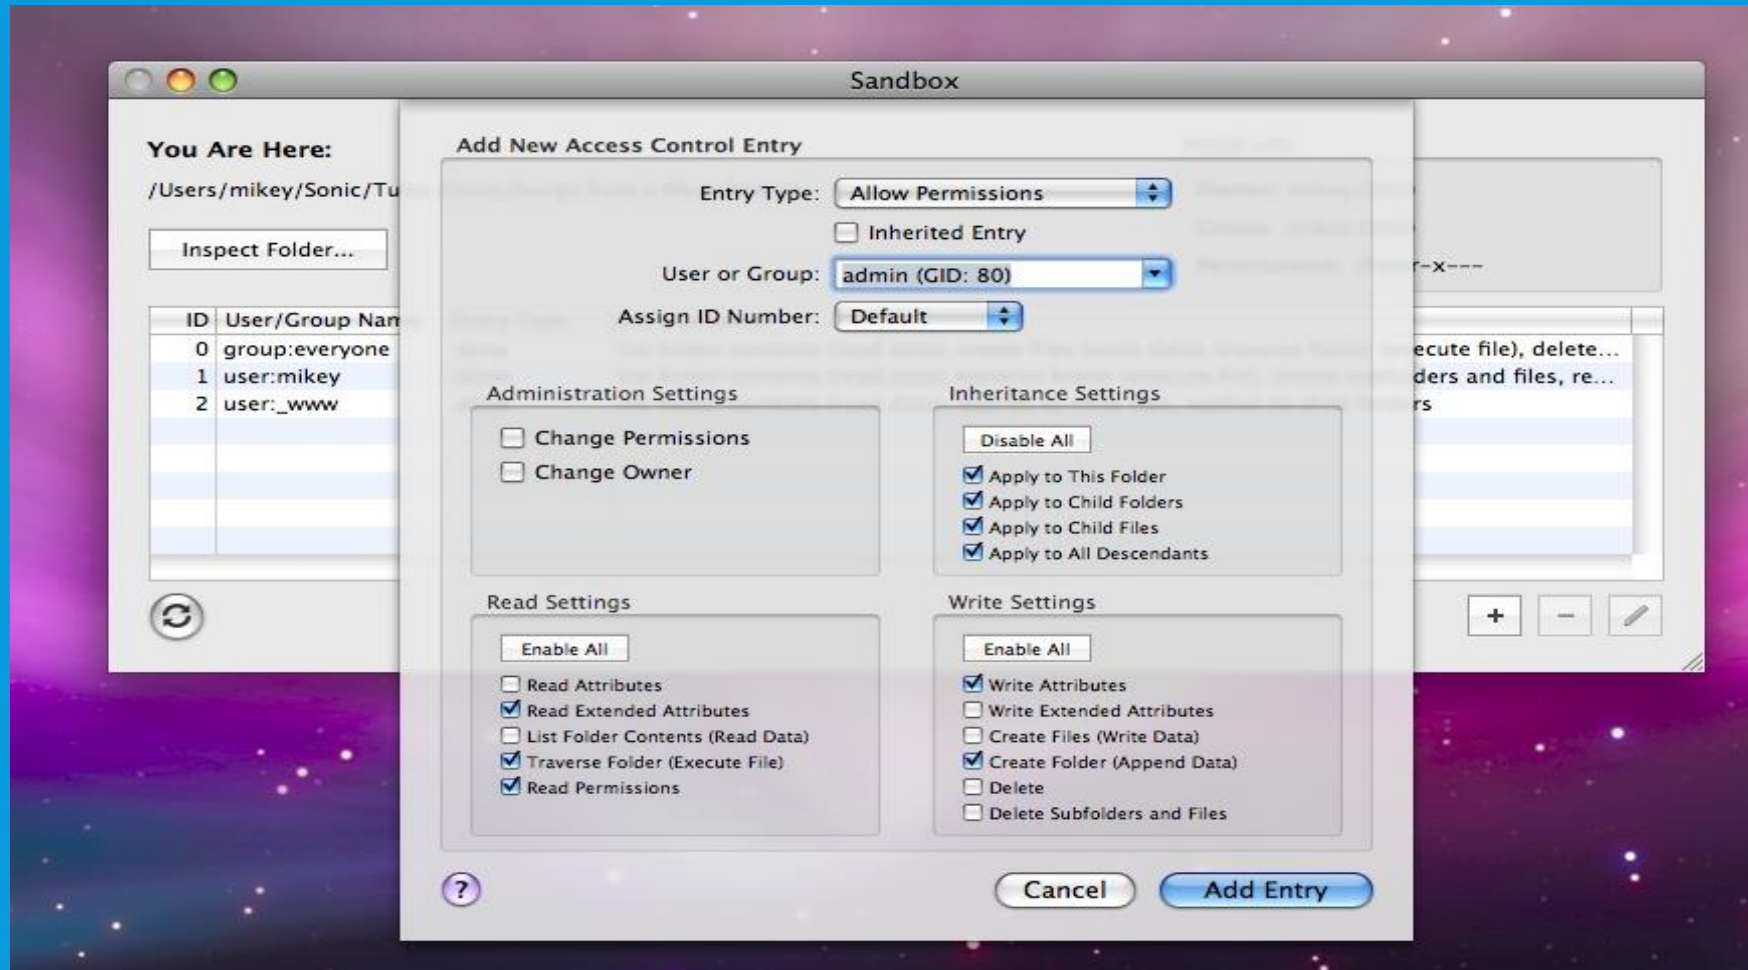 Sandbox
You Are Here:
/Users/mikey/Sonic/Tu
Inspect Folder...
r-x---
ID User/Group Nam
0 group:everyone
ecute file), delete...
1 user:mikey
ders and files, re...
2 user:_www
rs
+
−
Add New Access Control Entry
Entry Type: Allow Permissions
Inherited Entry
User or Group: admin (GID: 80)
Assign ID Number: Default
Administration Settings
Change Permissions
Change Owner
Inheritance Settings
Disable All
Apply to This Folder
Apply to Child Folders
Apply to Child Files
Apply to All Descendants
Read Settings
Enable All
Read Attributes
Read Extended Attributes
List Folder Contents (Read Data)
Traverse Folder (Execute File)
Read Permissions
Write Settings
Enable All
Write Attributes
Write Extended Attributes
Create Files (Write Data)
Create Folder (Append Data)
Delete
Delete Subfolders and Files
?
Cancel
Add Entry